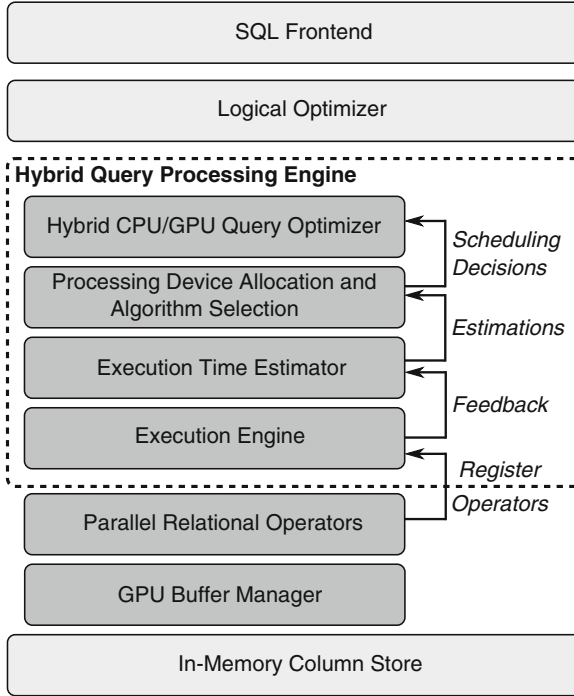 SQL Frontend
Logical Optimizer
Hybrid Query Processing Engine
Hybrid CPU/GPU Query Optimizer
Scheduling
Decisions
Processing Device Allocation and
Algorithm Selection
Estimations
Execution Time Estimator
Feedback
Execution Engine
Register
Operators
Parallel Relational Operators
GPU Buffer Manager
In-Memory Column Store